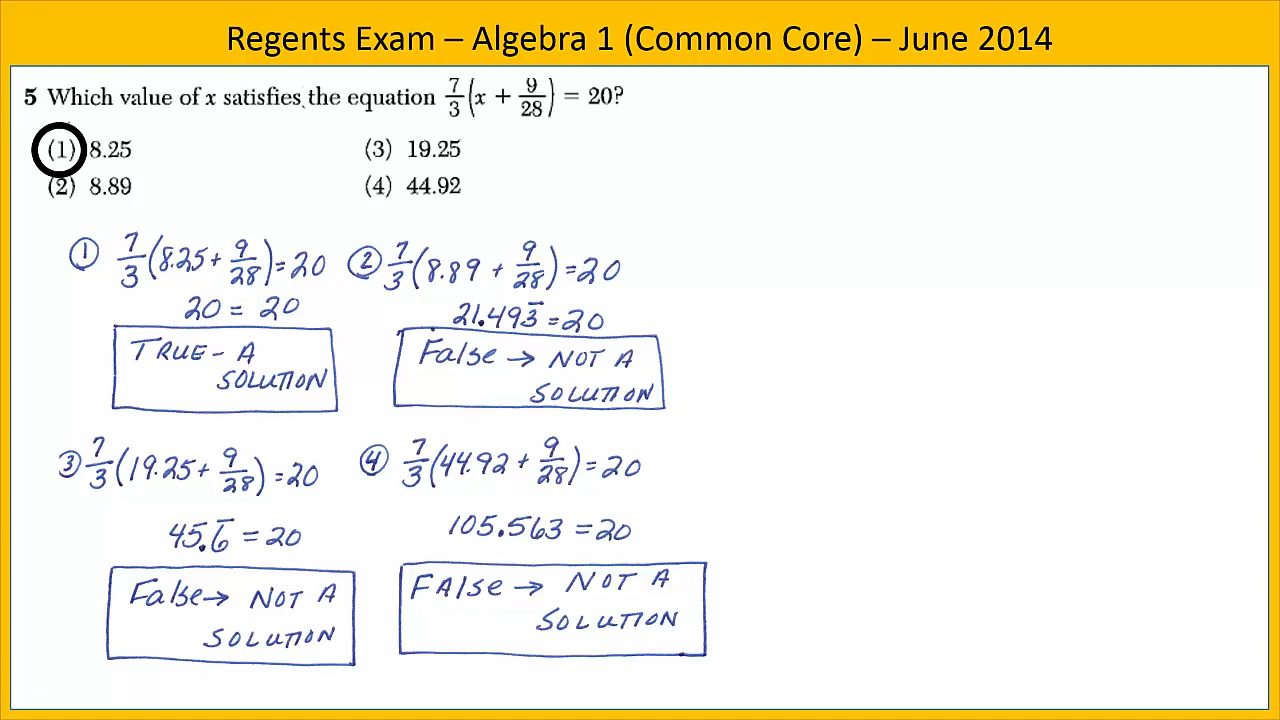 Regents Exam – Algebra 1 (Common Core) – June 2014
5 Which value of x satisfies the equation 7/3(x + 9/28) = 20?
(1) 8.25 (3) 19.25
(2) 8.89 (4) 44.92
① 7/3(8.25 + 9/28) = 20 ② 7/3(8.89 + 9/28) = 20
20 = 20 21.493̅ = 20
TRUE – A False → NOT A
SOLUTION SOLUTION
③ 7/3(19.25 + 9/28) = 20 ④ 7/3(44.92 + 9/28) = 20
45.6̅ = 20 105.563 = 20
False → NOT A FAlSe → NOT A
SOLUTION SOLUTION